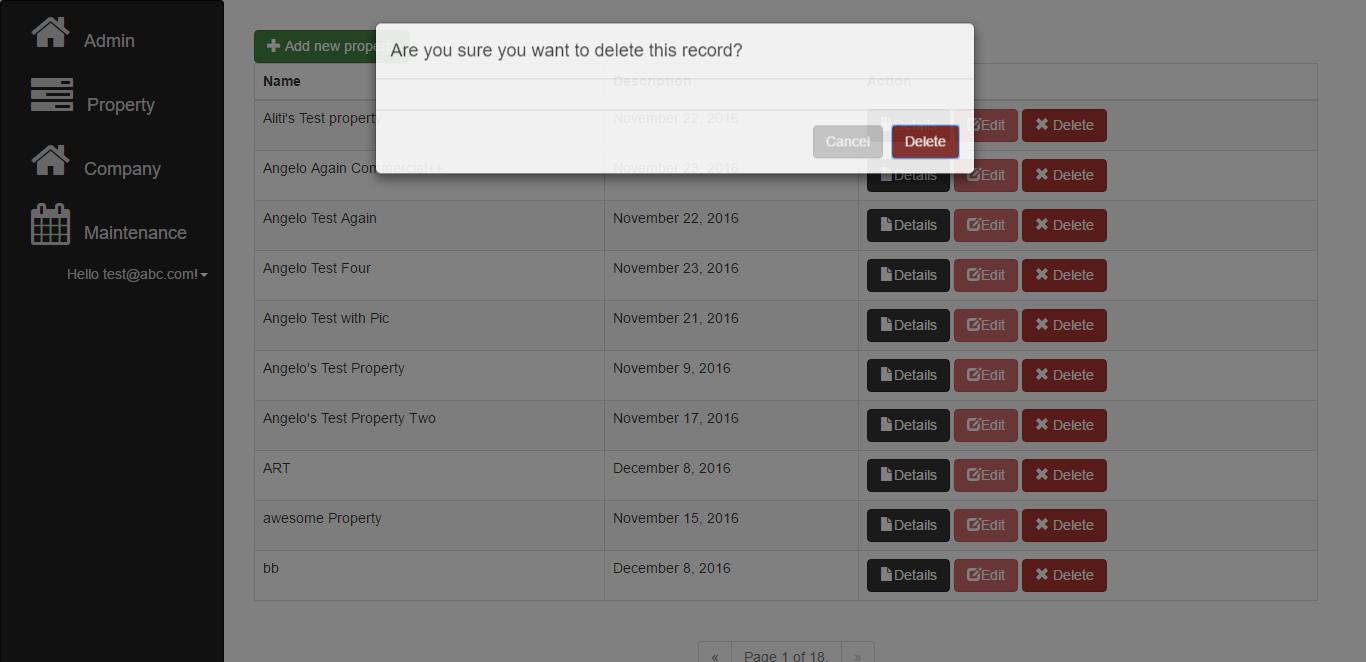 Admin
Property
Company
Maintenance
Hello test@abc.com!
Add new prope
Are you sure you want to delete this record?
Cancel Delete
Name Description Action
Aliti's Test property November 22, 2016 Details Edit Delete
Angelo Again Commercial++ November 23, 2016 Details Edit Delete
Angelo Test Again November 22, 2016 Details Edit Delete
Angelo Test Four November 23, 2016 Details Edit Delete
Angelo Test with Pic November 21, 2016 Details Edit Delete
Angelo's Test Property November 9, 2016 Details Edit Delete
Angelo's Test Property Two November 17, 2016 Details Edit Delete
ART December 8, 2016 Details Edit Delete
awesome Property November 15, 2016 Details Edit Delete
bb December 8, 2016 Details Edit Delete
« Page 1 of 18. »